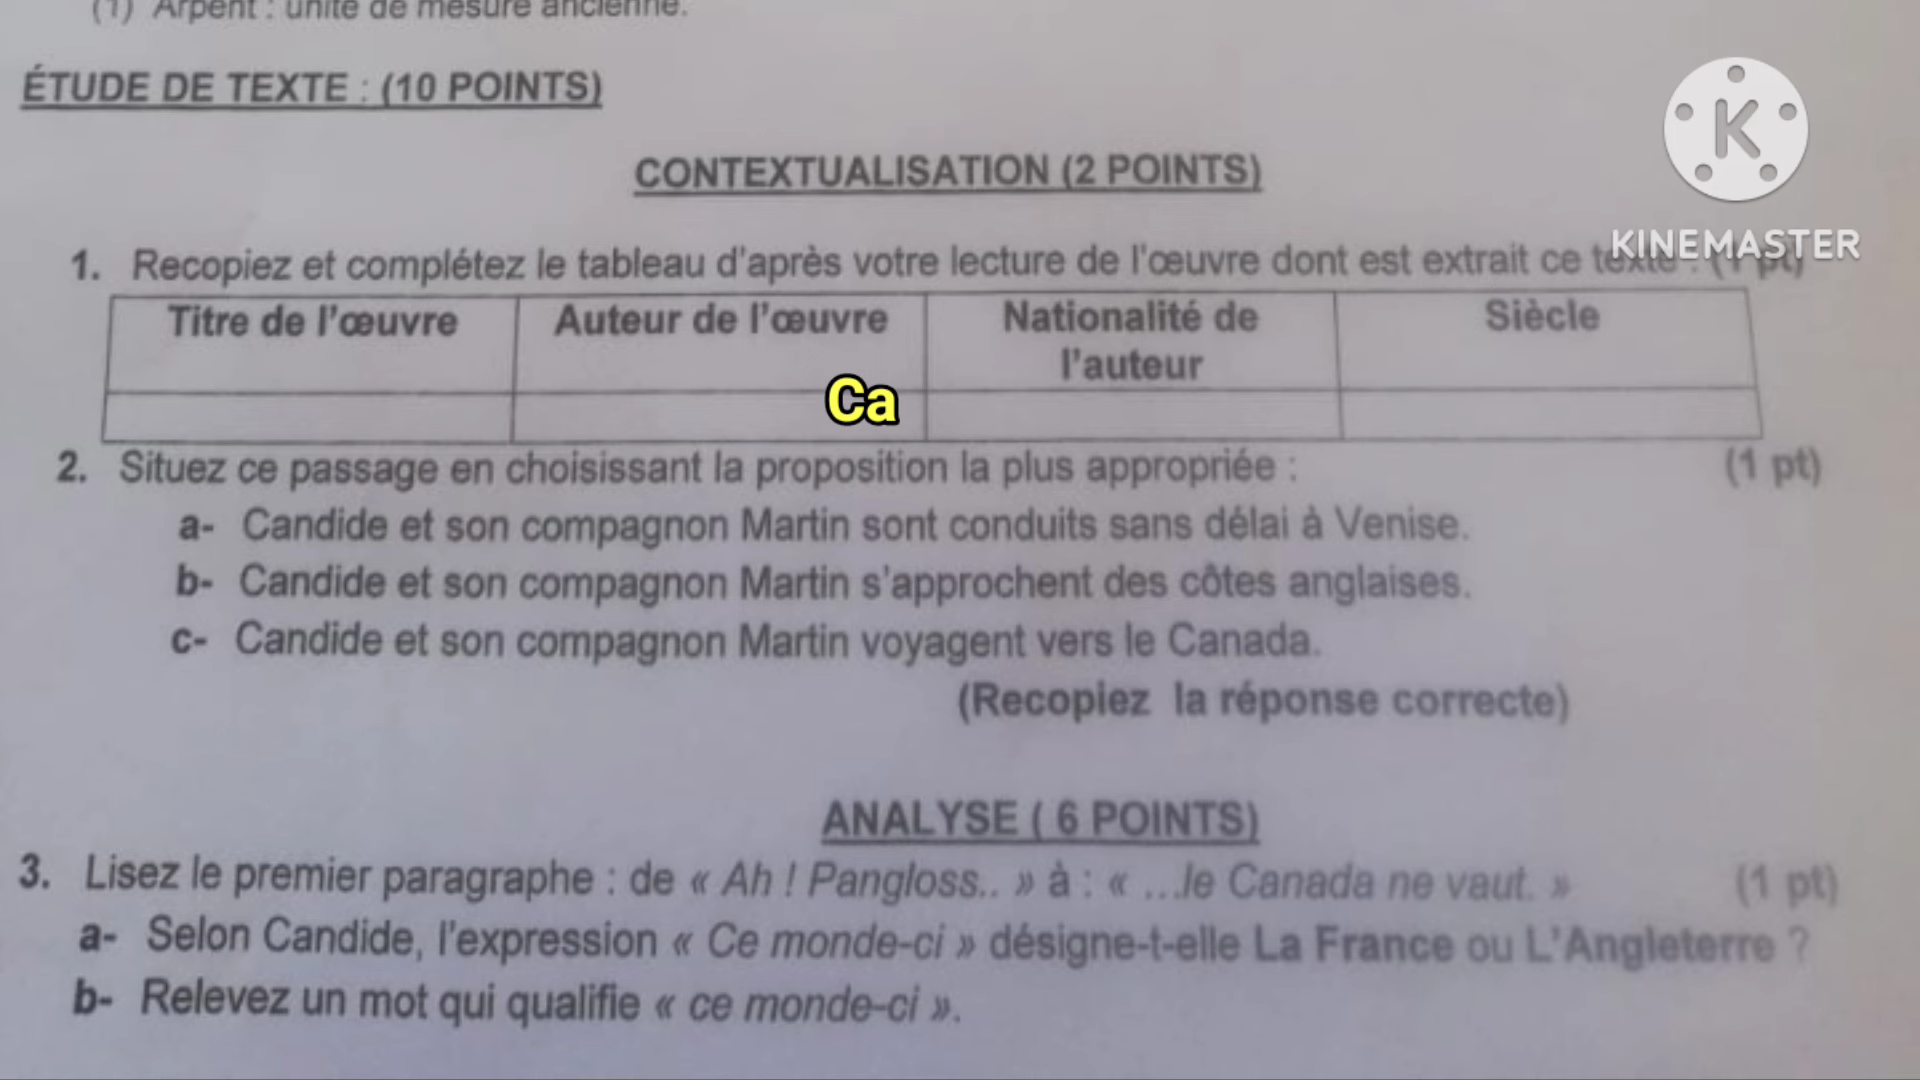 (1) Arpent : unité de mesure ancienne.
ÉTUDE DE TEXTE : (10 POINTS)
CONTEXTUALISATION (2 POINTS)
K
KINEMASTER
1. Recopiez et complétez le tableau d'après votre lecture de l'œuvre dont est extrait ce texte : (1 pt)
Titre de l'œuvre Auteur de l'œuvre Nationalité de l'auteur Siècle
Ca
2. Situez ce passage en choisissant la proposition la plus appropriée : (1 pt)
a- Candide et son compagnon Martin sont conduits sans délai à Venise.
b- Candide et son compagnon Martin s'approchent des côtes anglaises.
c- Candide et son compagnon Martin voyagent vers le Canada.
(Recopiez la réponse correcte)
ANALYSE ( 6 POINTS)
3. Lisez le premier paragraphe : de « Ah ! Pangloss.. » à : « ...le Canada ne vaut. » (1 pt)
a- Selon Candide, l'expression « Ce monde-ci » désigne-t-elle La France ou L'Angleterre ?
b- Relevez un mot qui qualifie « ce monde-ci ».